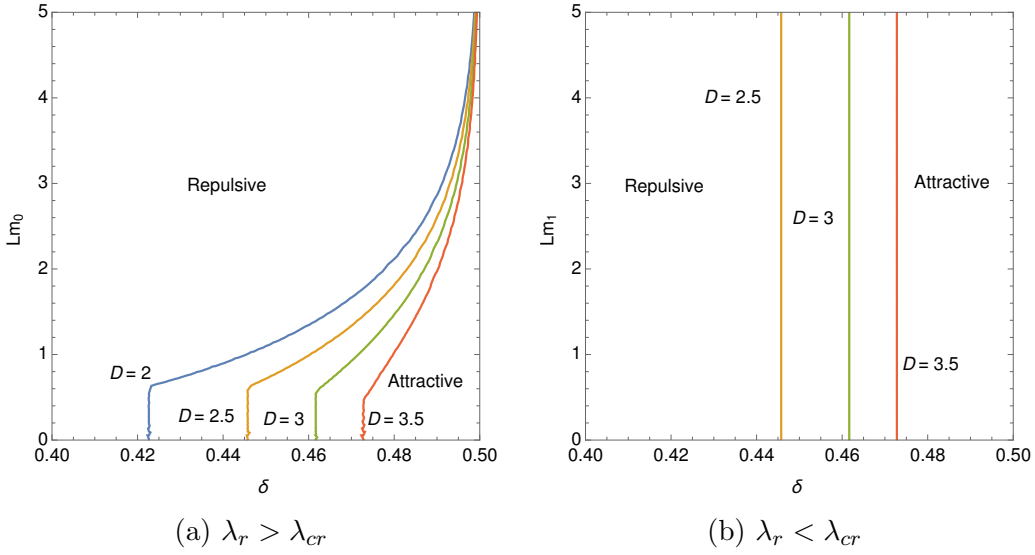 5
4
3
2
1
0
Lm₀
Repulsive
D = 2
Attractive
D = 2.5
D = 3
D = 3.5
0.40
0.42
0.44
0.46
0.48
0.50
δ
(a) λr > λcr
5
4
3
2
1
0
Lm₁
D = 2.5
Repulsive
Attractive
D = 3
D = 3.5
0.40
0.42
0.44
0.46
0.48
0.50
δ
(b) λr < λcr